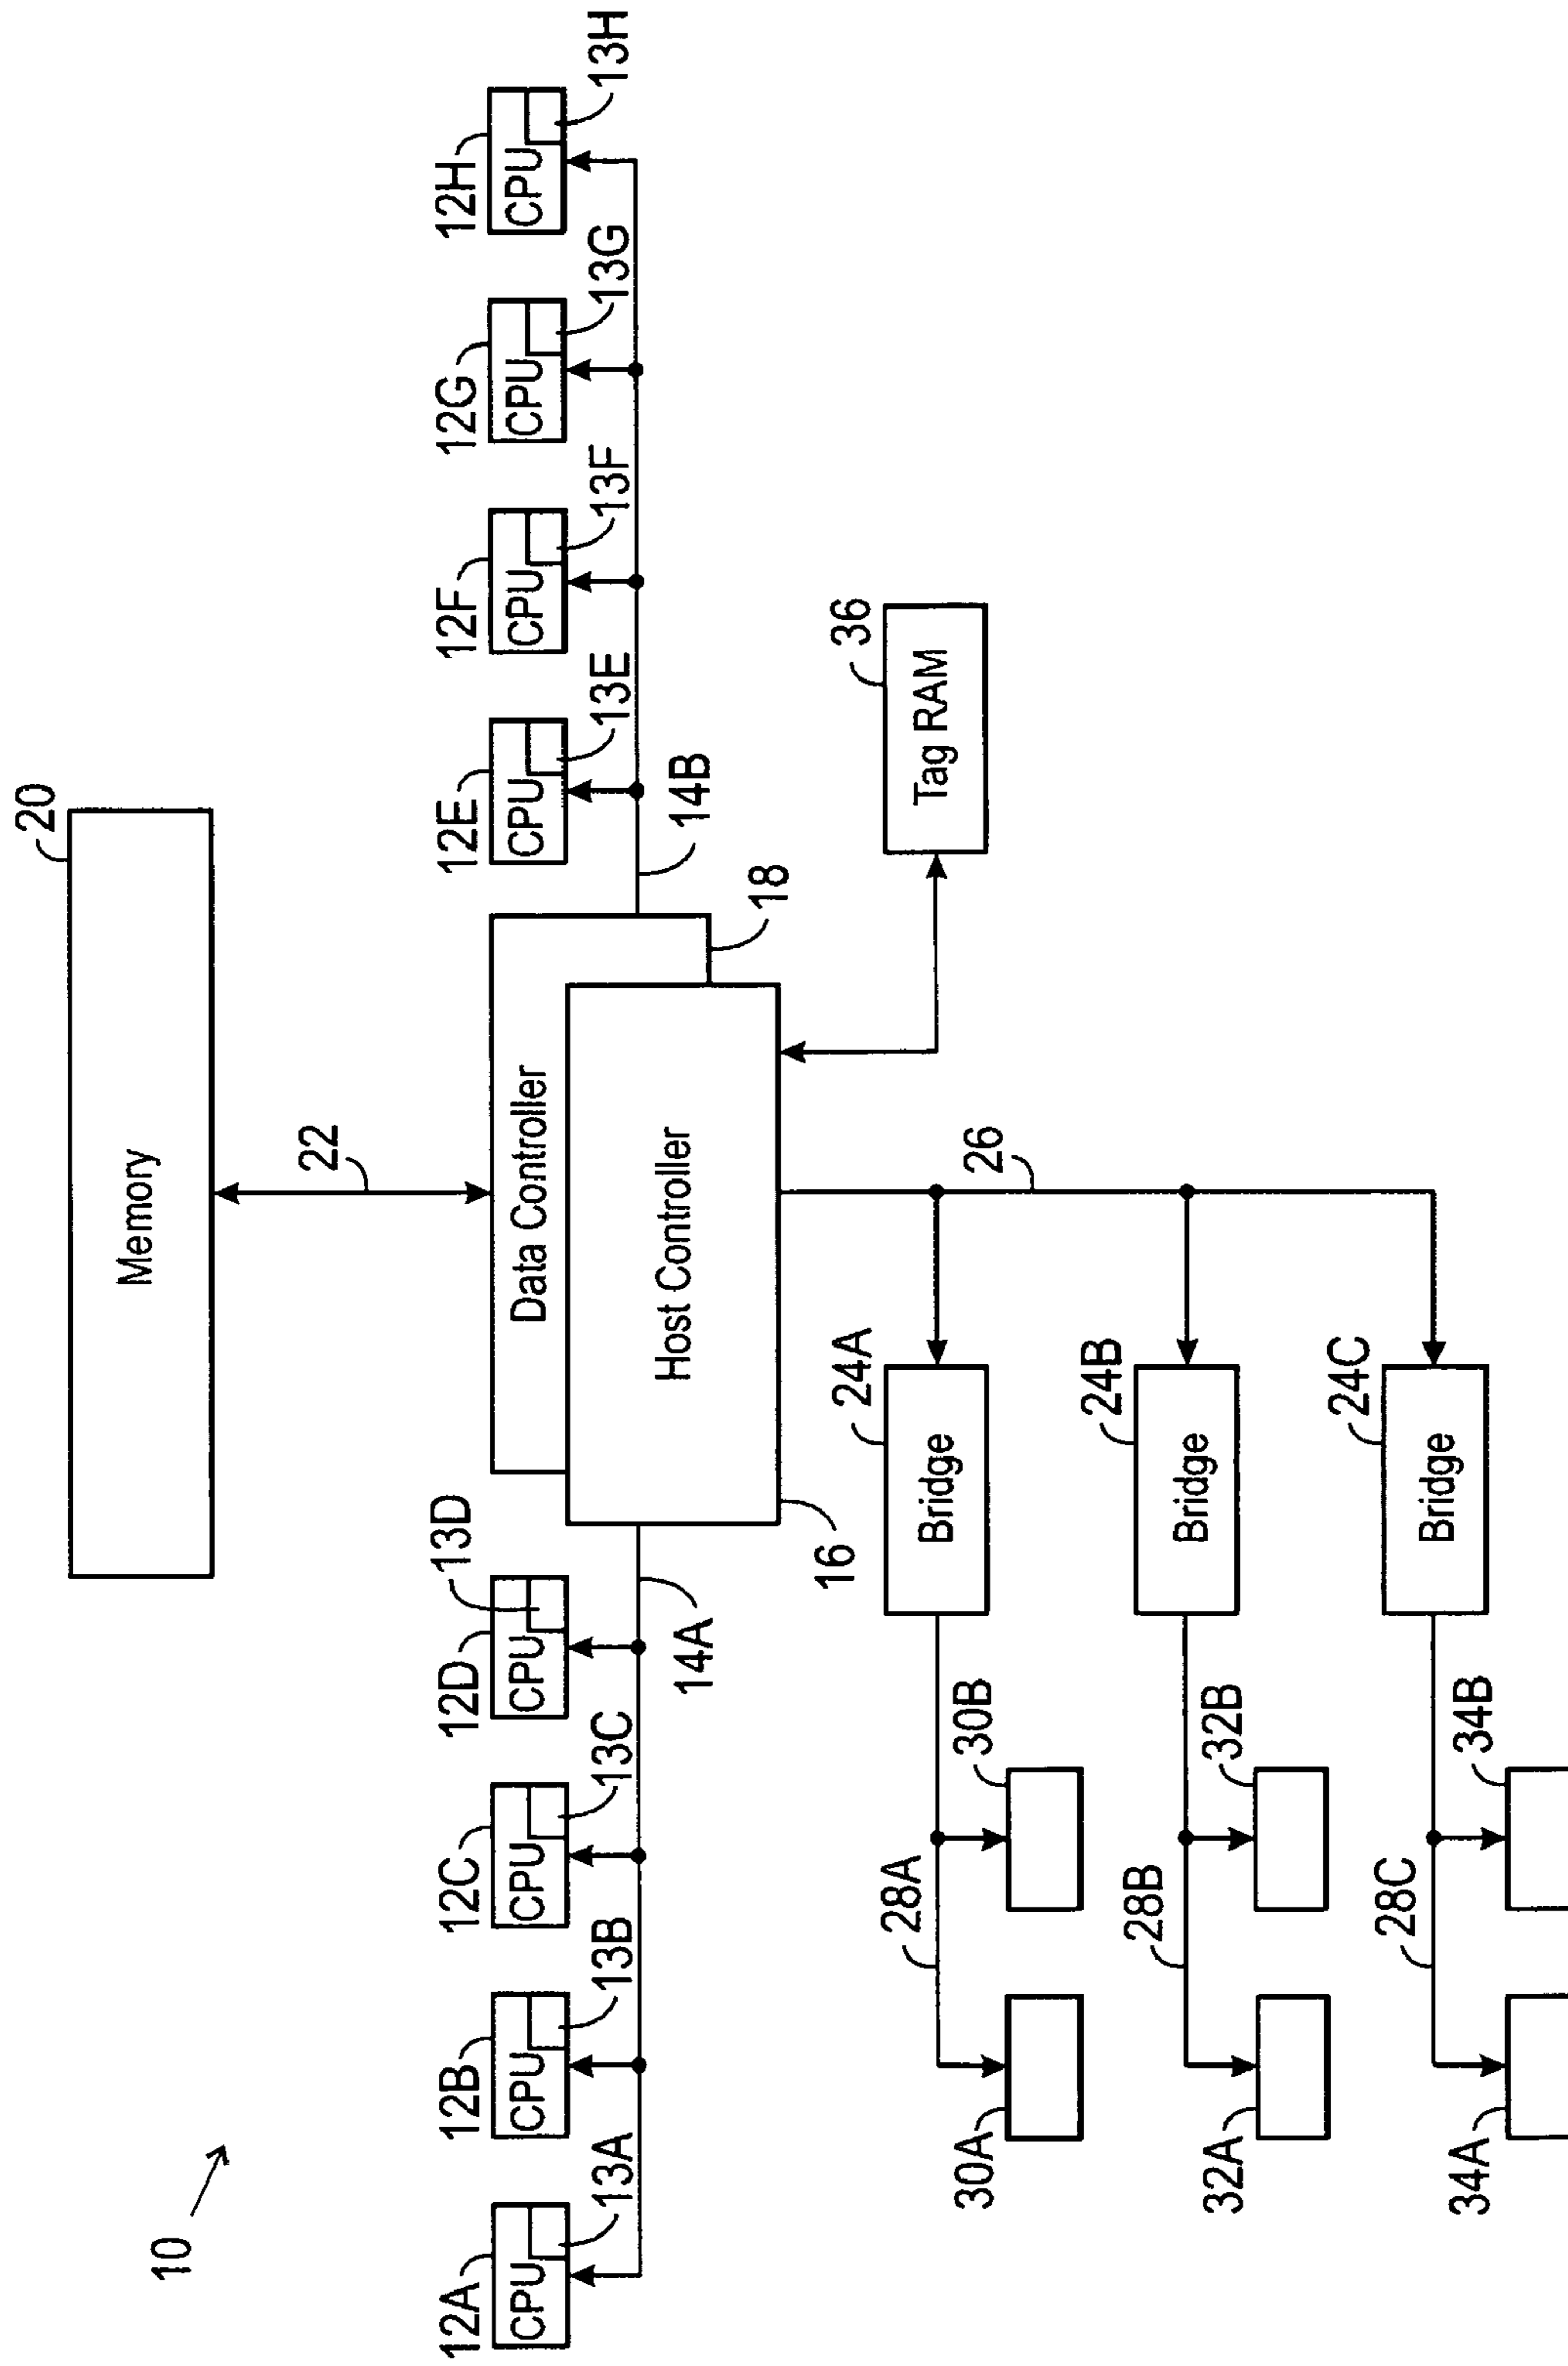 10
20
Memory
22
12A
12B
12C
12D
12E
12F
12G
12H
CPU
CPU
CPU
CPU
CPU
CPU
CPU
CPU
13D
13A
13B
13C
13E
13F
13G
13H
Data Controller
14A
14B
Host Controller
18
16
26
36
Tag RAM
24A
Bridge
28A
30A
30B
24B
Bridge
28B
32A
32B
24C
Bridge
28C
34A
34B